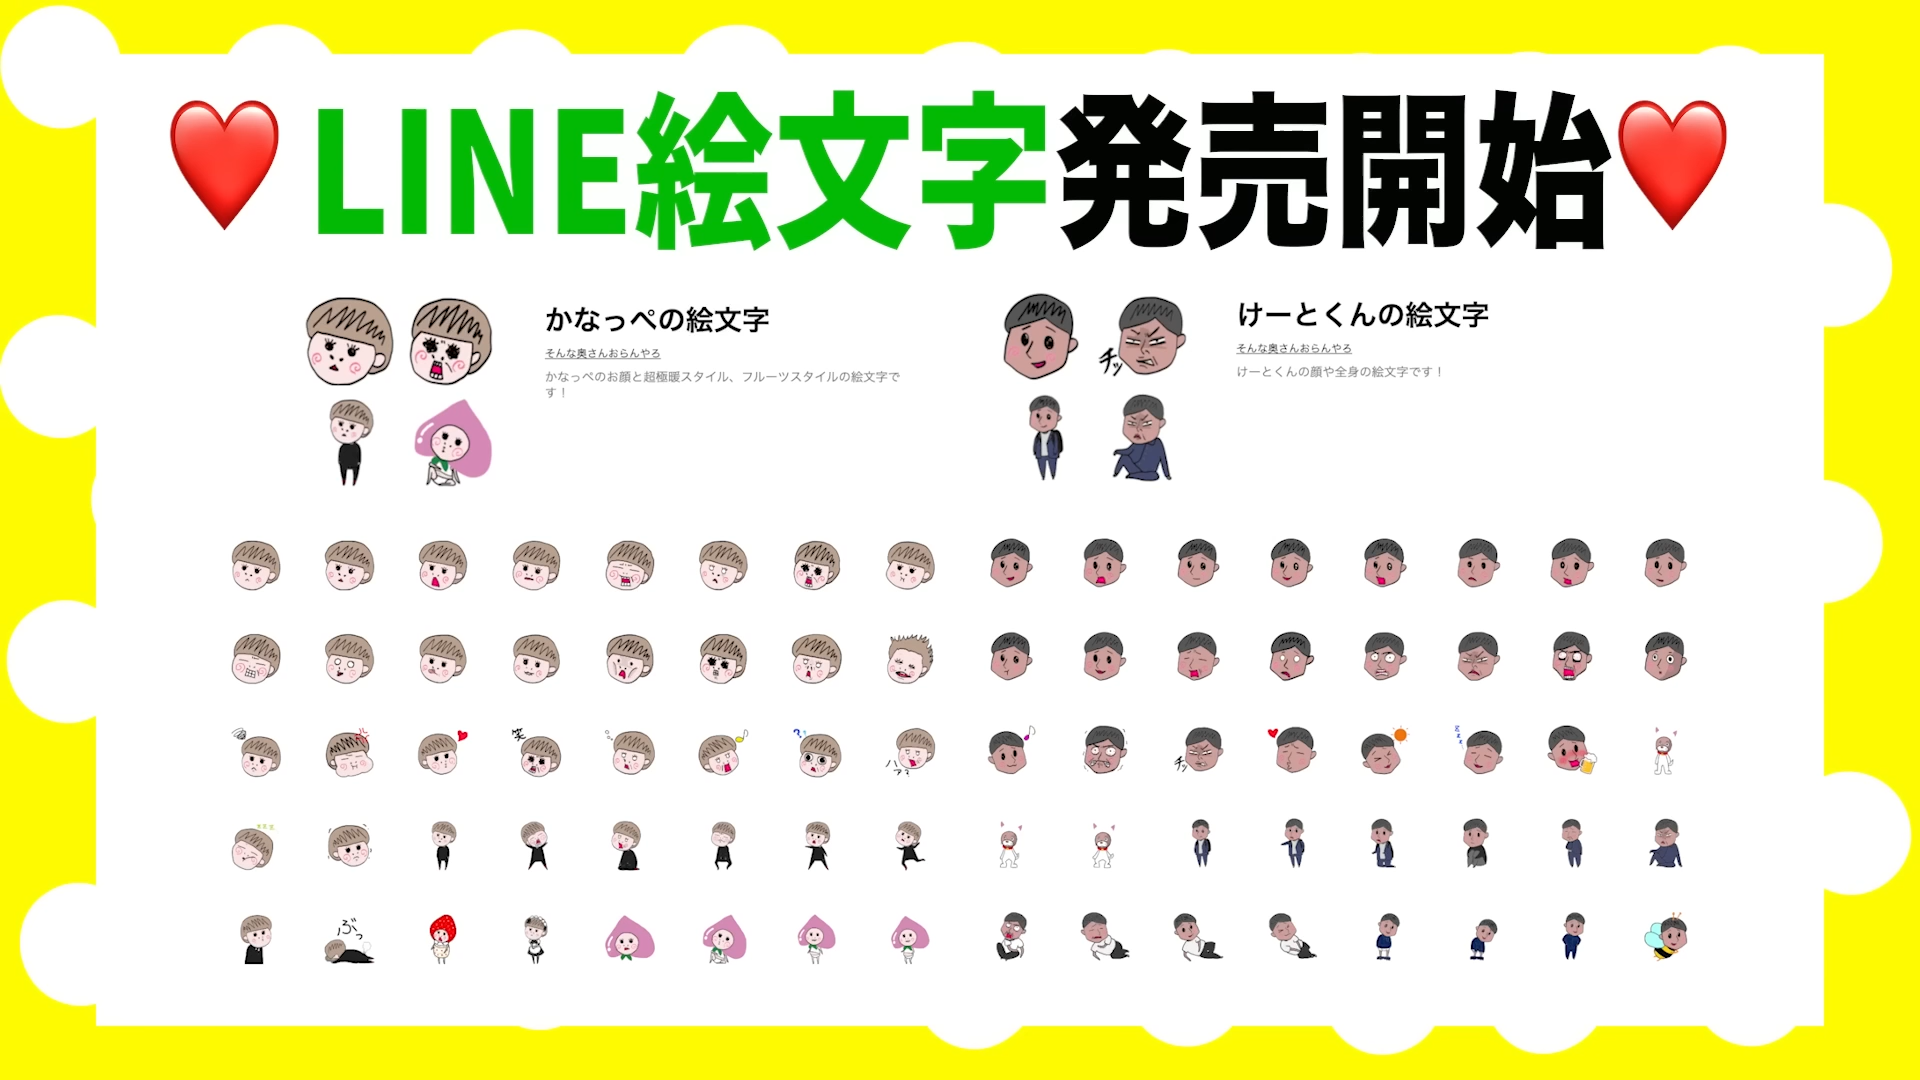 LINE絵文字発売開始
かなっぺの絵文字
そんな奥さんおらんやろ
かなっぺのお顔と超極暖スタイル、フルーツスタイルの絵文字で
す！
けーとくんの絵文字
そんな奥さんおらんやろ
けーとくんの顔や全身の絵文字です！
チッ
笑
?
チッ
ぶっ